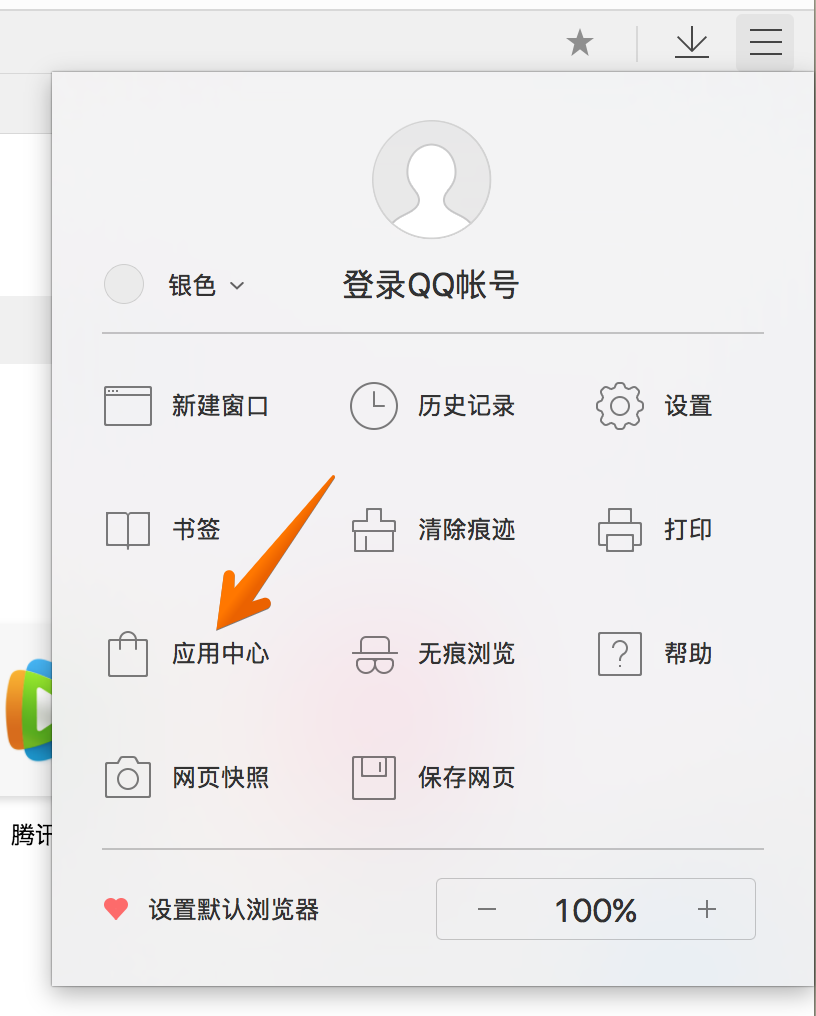 银色
登录QQ帐号
新建窗口
历史记录
设置
书签
清除痕迹
打印
应用中心
无痕浏览
帮助
网页快照
保存网页
腾讯
设置默认浏览器
100%